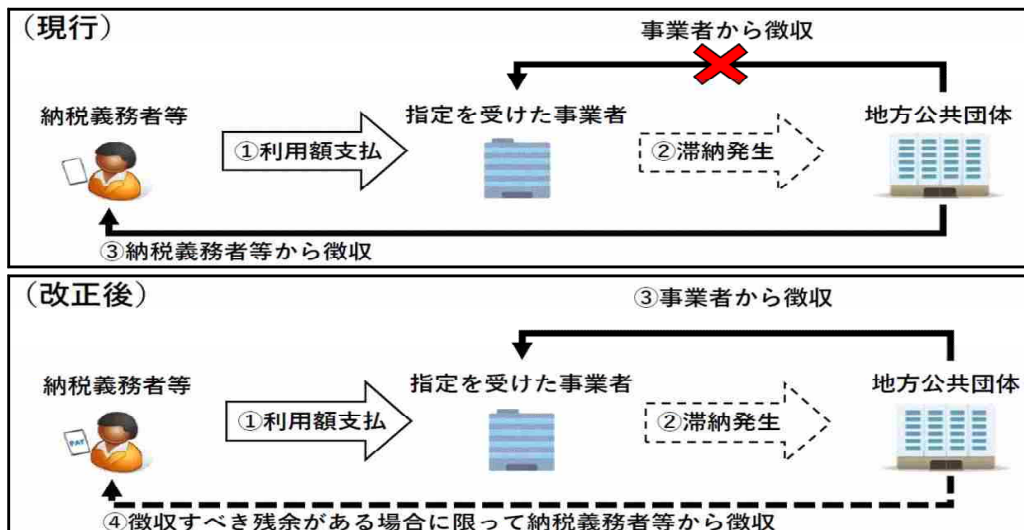 （現行）
事業者から徴収
納税義務者等
指定を受けた事業者
地方公共団体
①利用額支払
②滞納発生
③納税義務者等から徴収
（改正後）
③事業者から徴収
納税義務者等
指定を受けた事業者
地方公共団体
①利用額支払
②滞納発生
PAY
④徴収すべき残余がある場合に限って納税義務者等から徴収